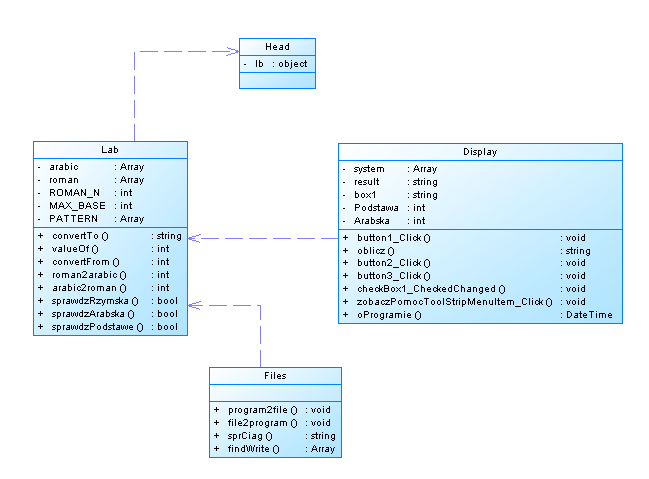 Head
- lb : object
Lab
- arabic : Array
- roman : Array
- ROMAN_N : int
- MAX_BASE : int
- PATTERN : Array
+ convertTo () : string
+ valueOf () : int
+ convertFrom () : int
+ roman2arabic () : int
+ arabic2roman () : int
+ sprawdzRzymska () : bool
+ sprawdzArabska () : bool
+ sprawdzPodstawe () : bool
Display
- system : Array
- result : string
- box1 : string
- Podstawa : int
- Arabska : int
+ button1_Click () : void
+ oblicz () : string
+ button2_Click () : void
+ button3_Click () : void
+ checkBox1_CheckedChanged () : void
+ zobaczPomocToolStripMenuItem_Click () : void
+ oProgramie () : DateTime
Files
+ program2file () : void
+ file2program () : void
+ sprCiag () : string
+ findWrite () : Array